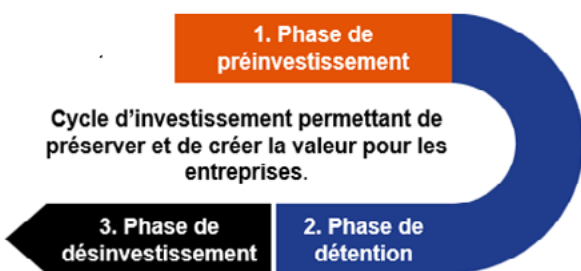 1. Phase de
préinvestissement
Cycle d'investissement permettant de
préserver et de créer la valeur pour les
entreprises.
3. Phase de
désinvestissement
2. Phase de
détention